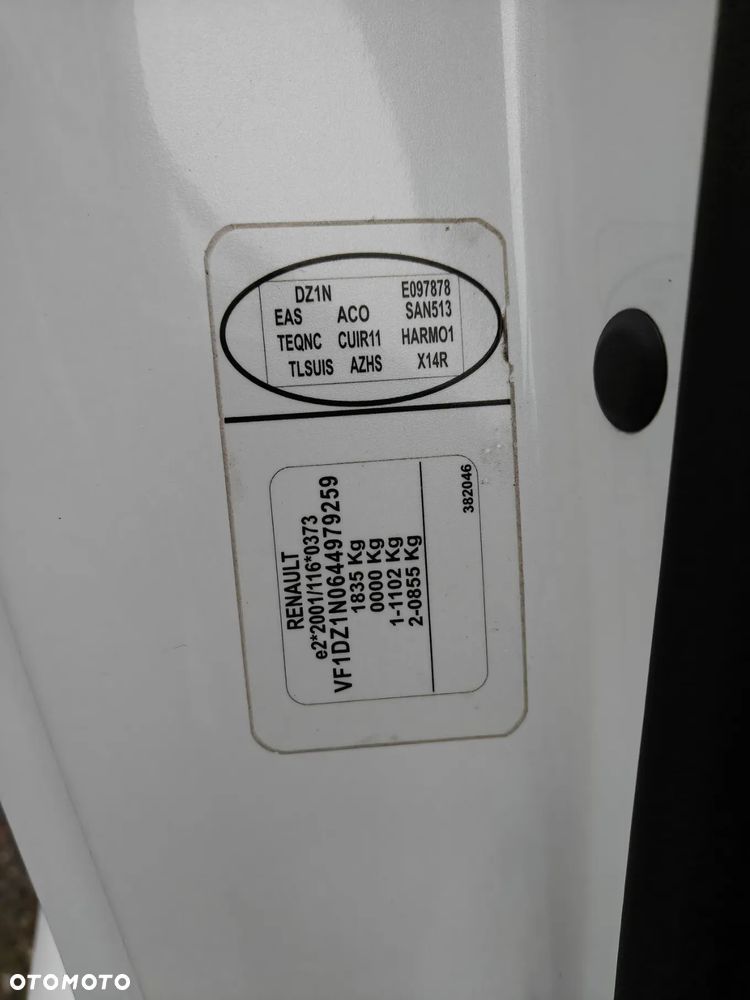 DZ1N E097878
EAS ACO SAN513
TEQNC CUIR11 HARMO1
TLSUIS AZHS X14R
RENAULT
e2*2001/116*0373
VF1DZ1N0644979259
1835 Kg
0000 Kg
1-1102 Kg
2-0855 Kg
382046
OTOMOTO